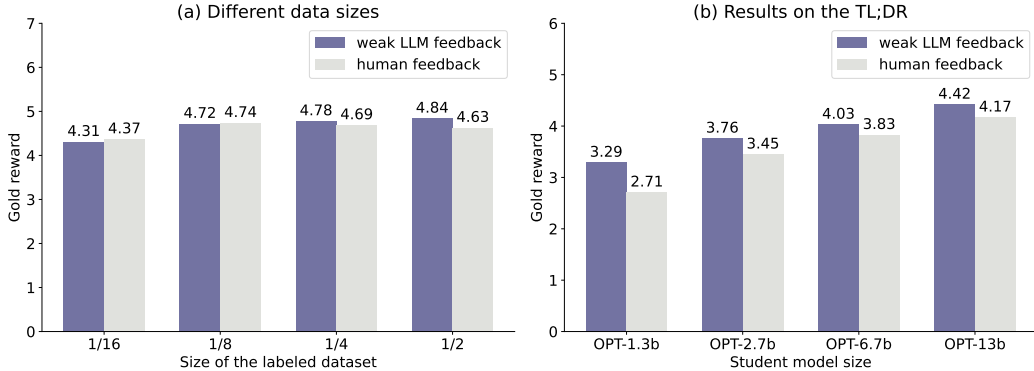 (a) Different data sizes
Gold reward
7
6
5
4
3
2
1
0
weak LLM feedback
human feedback
4.31 4.37
4.72 4.74
4.78 4.69
4.84 4.63
1/16 1/8 1/4 1/2
Size of the labeled dataset
(b) Results on the TL;DR
Gold reward
6
5
4
3
2
1
0
weak LLM feedback
human feedback
3.29 2.71
3.76 3.45
4.03 3.83
4.42 4.17
OPT-1.3b OPT-2.7b OPT-6.7b OPT-13b
Student model size